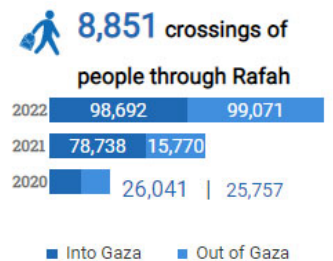 8,851 crossings of
people through Rafah
2022 98,692 99,071
2021 78,738 15,770
2020 26,041 | 25,757
Into Gaza Out of Gaza